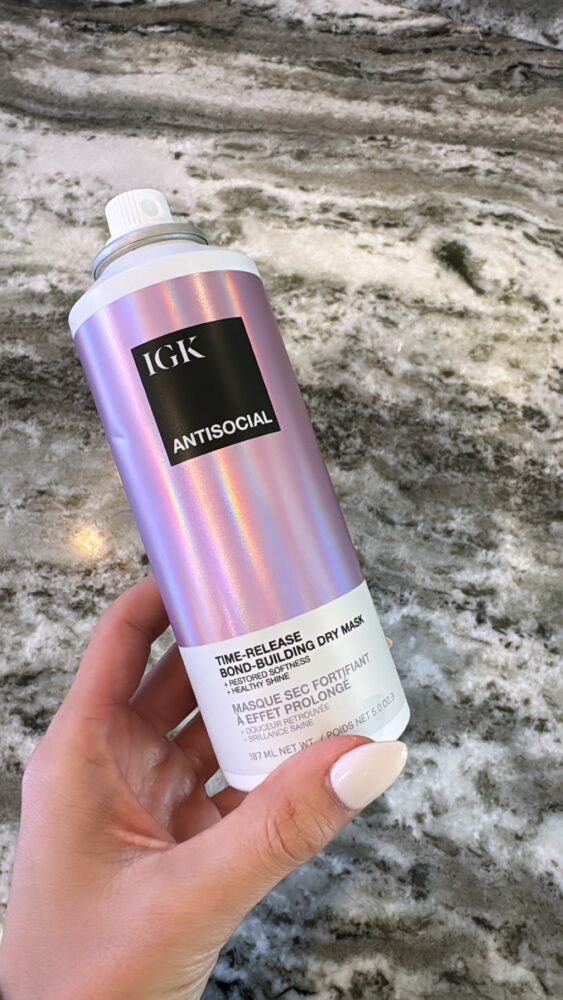 IGK
ANTISOCIAL
TIME-RELEASE
BOND-BUILDING DRY MASK
+ RESTORED SOFTNESS
+ HEALTHY SHINE
MASQUE SEC FORTIFIANT
À EFFET PROLONGÉ
+ DOUCEUR RETROUVÉE
+ BRILLANCE SAINE
187 ML NET WT. / POIDS NET 5.0 OZ